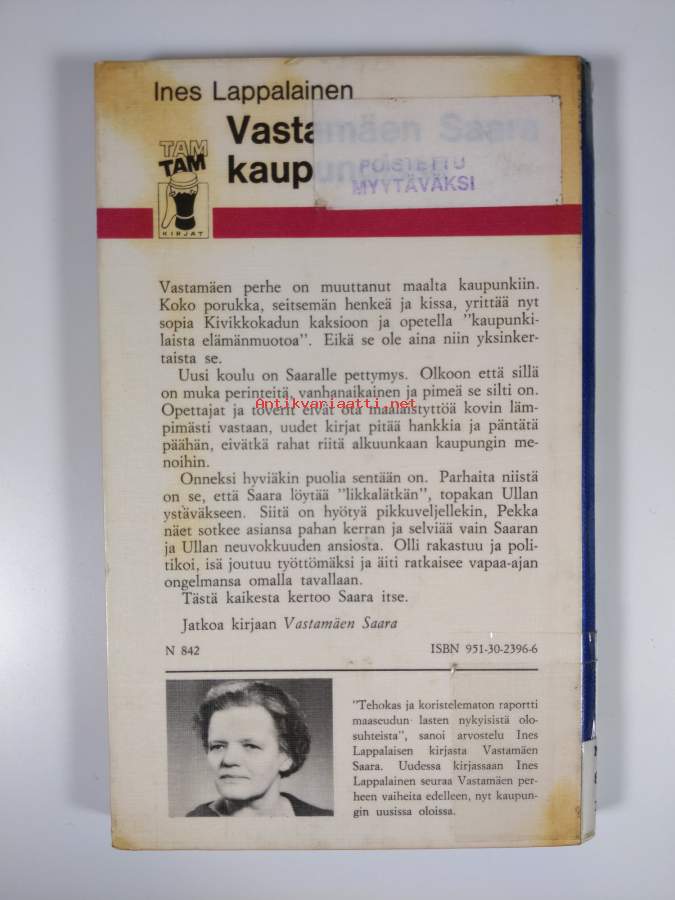 Ines Lappalainen
Vastamäen Saara
TAM
TAM
KIRJAT
POISTETTU
MYYTÄVÄKSI
Vastamäen perhe on muuttanut maalta kaupunkiin.
Koko porukka, seitsemän henkeä ja kissa, yrittää nyt
sopia Kivikkokadun kaksioon ja opetella "kaupunki-
laista elämänmuotoa". Eikä se ole aina niin yksinker-
taista se.
Uusi koulu on Saaralle pettymys. Olkoon että sillä
on muka perinteitä, vanhanaikainen ja pimeä se silti on.
Antikvariaatti.net
Opettajat ja toverit eivät ota maalaistyttöä kovin läm-
pimästi vastaan, uudet kirjat pitää hankkia ja päntätä
päähän, eivätkä rahat riitä alkuunkaan kaupungin me-
noihin.
Onneksi hyviäkin puolia sentään on. Parhaita niistä
on se, että Saara löytää "likkalätkän", topakan Ullan
ystäväkseen. Siitä on hyötyä pikkuveljellekin, Pekka
näet sotkee asiansa pahan kerran ja selviää vain Saaran
ja Ullan neuvokkuuden ansiosta. Olli rakastuu ja poli-
tikoi, isä joutuu työttömäksi ja äiti ratkaisee vapaa-ajan
ongelmansa omalla tavallaan.
Tästä kaikesta kertoo Saara itse.
Jatkoa kirjaan Vastamäen Saara
N 842
ISBN 951-30-2396-6
"Tehokas ja koristelematon raportti
maaseudun lasten nykyisistä olo-
suhteista", sanoi arvostelu Ines
Lappalaisen kirjasta Vastamäen
Saara. Uudessa kirjassaan Ines
Lappalainen seuraa Vastamäen per-
heen vaiheita edelleen, nyt kaupun-
gin uusissa oloissa.